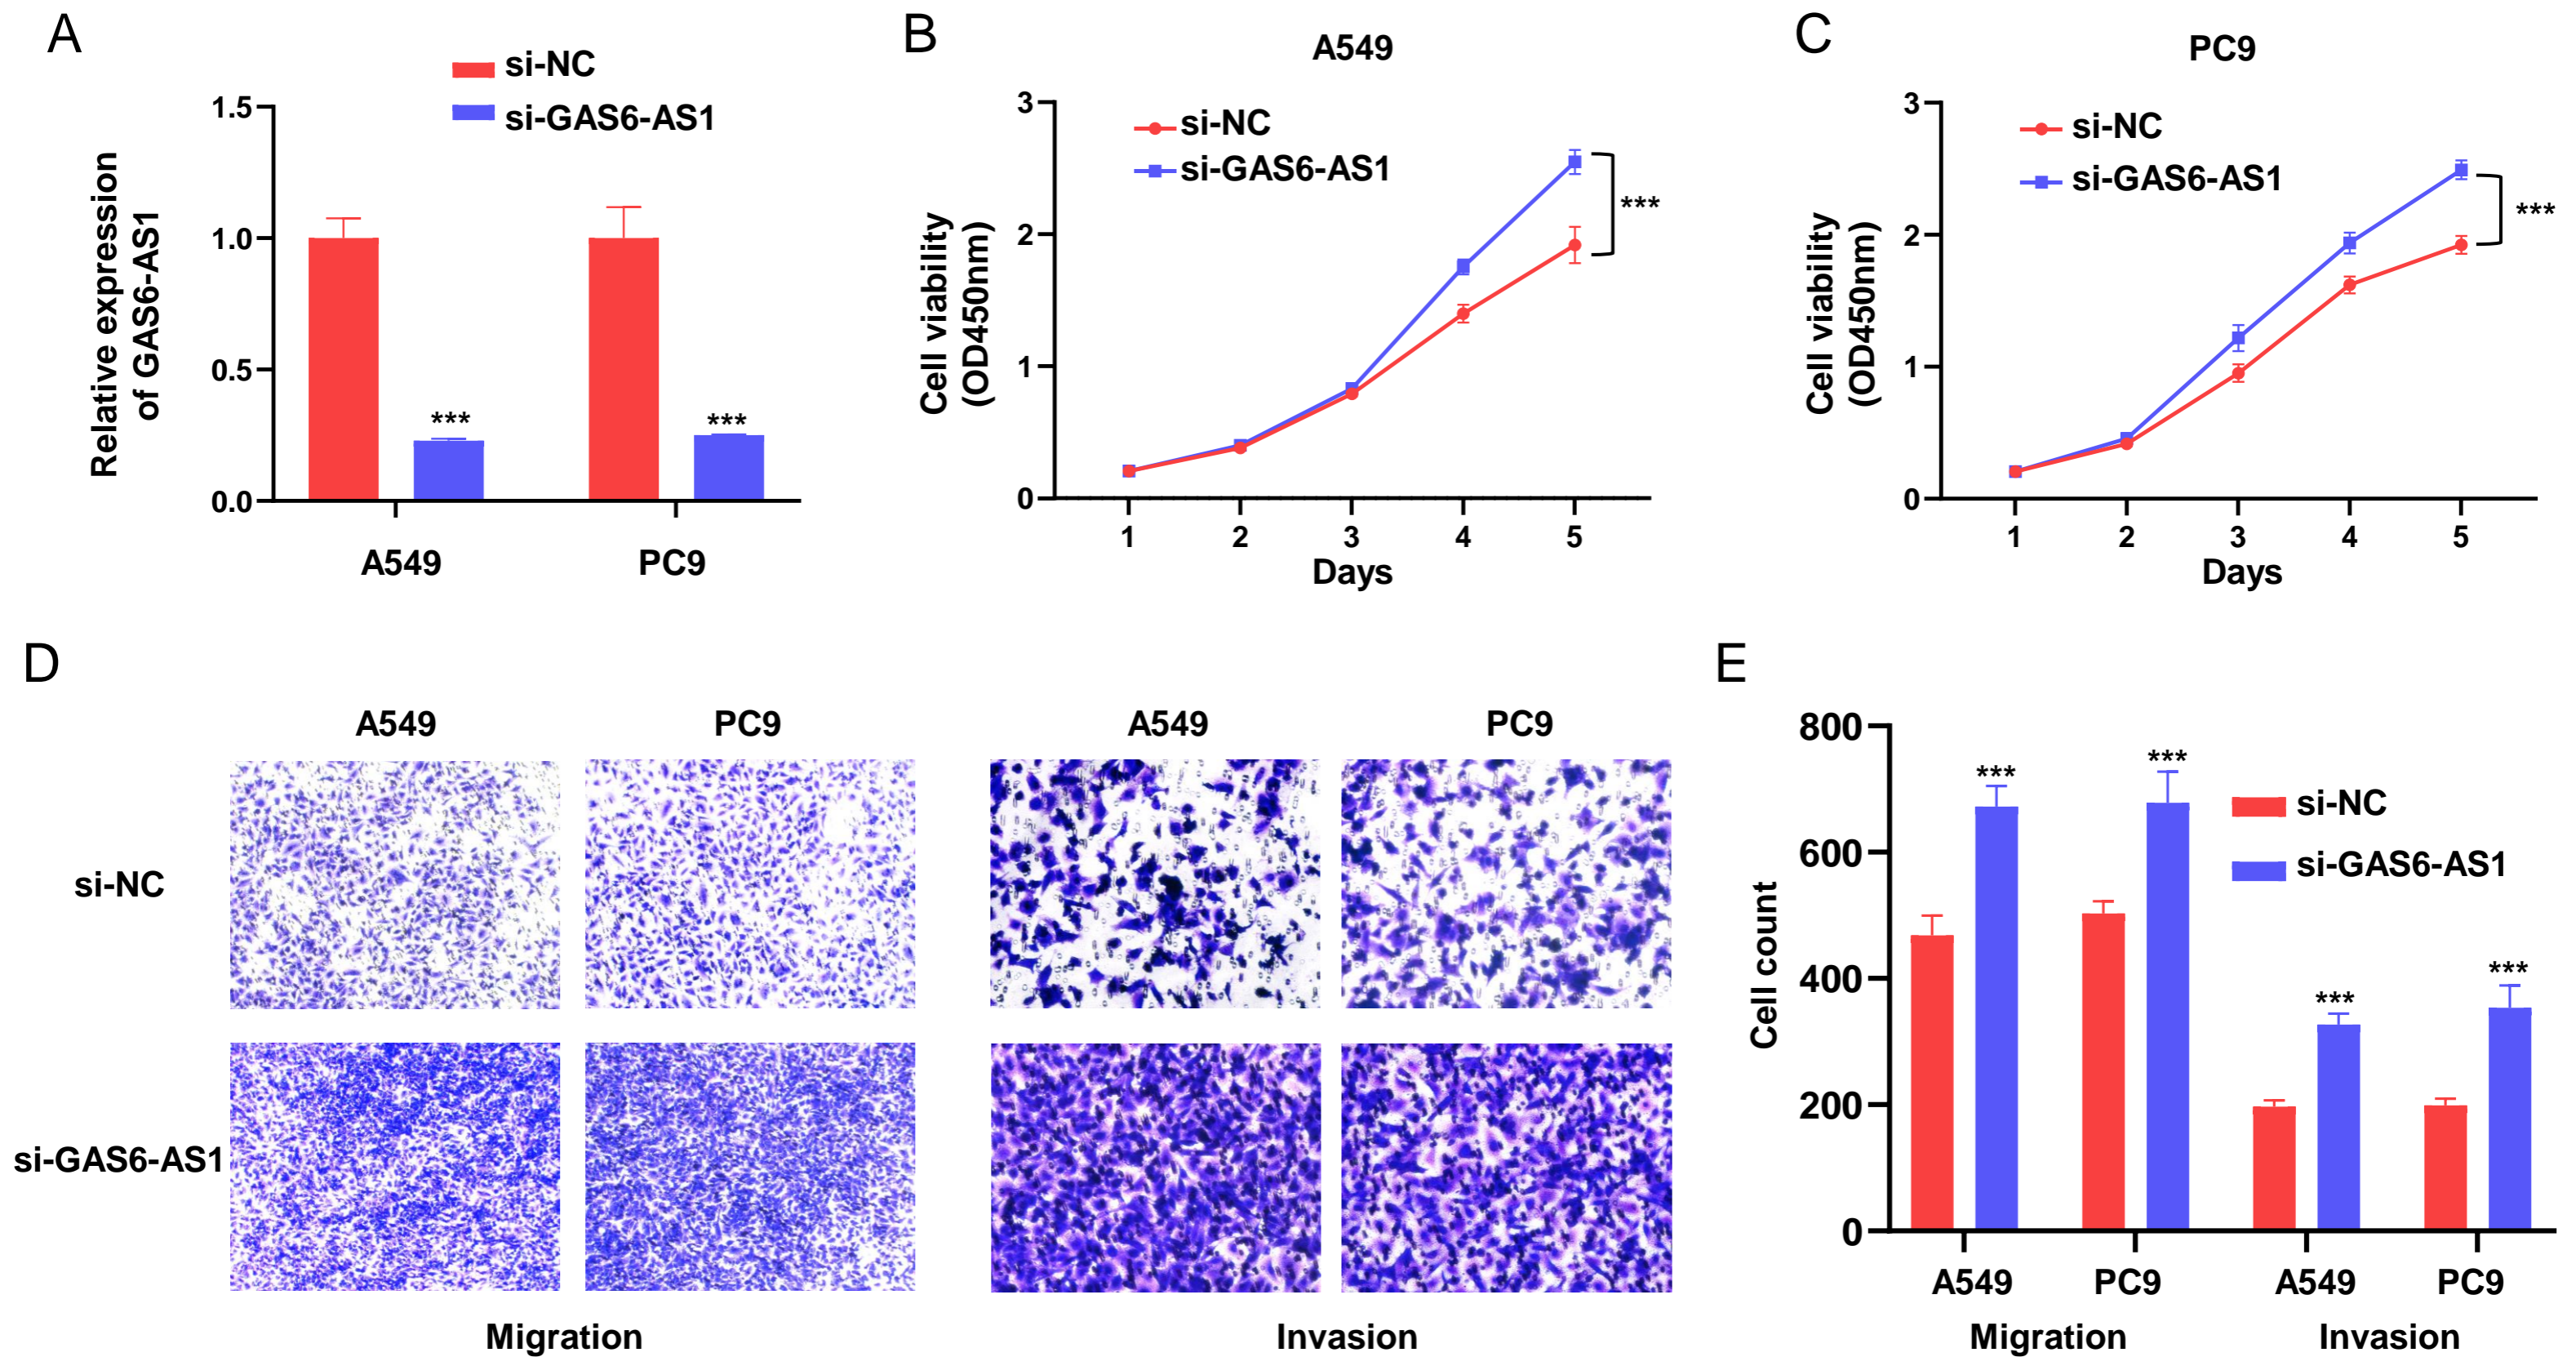 A
si-NC
si-GAS6-AS1
Relative expression
of GAS6-AS1
1.5
1.0
0.5
0.0
***
***
A549
PC9
B
A549
si-NC
si-GAS6-AS1
Cell viability
(OD450nm)
3
2
1
0
***
1 2 3 4 5
Days
C
PC9
si-NC
si-GAS6-AS1
Cell viability
(OD450nm)
3
2
1
0
***
1 2 3 4 5
Days
D
A549 PC9 A549 PC9
si-NC
si-GAS6-AS1
Migration Invasion
E
Cell count
800
600
400
200
0
***
***
***
***
si-NC
si-GAS6-AS1
A549 PC9 A549 PC9
Migration Invasion